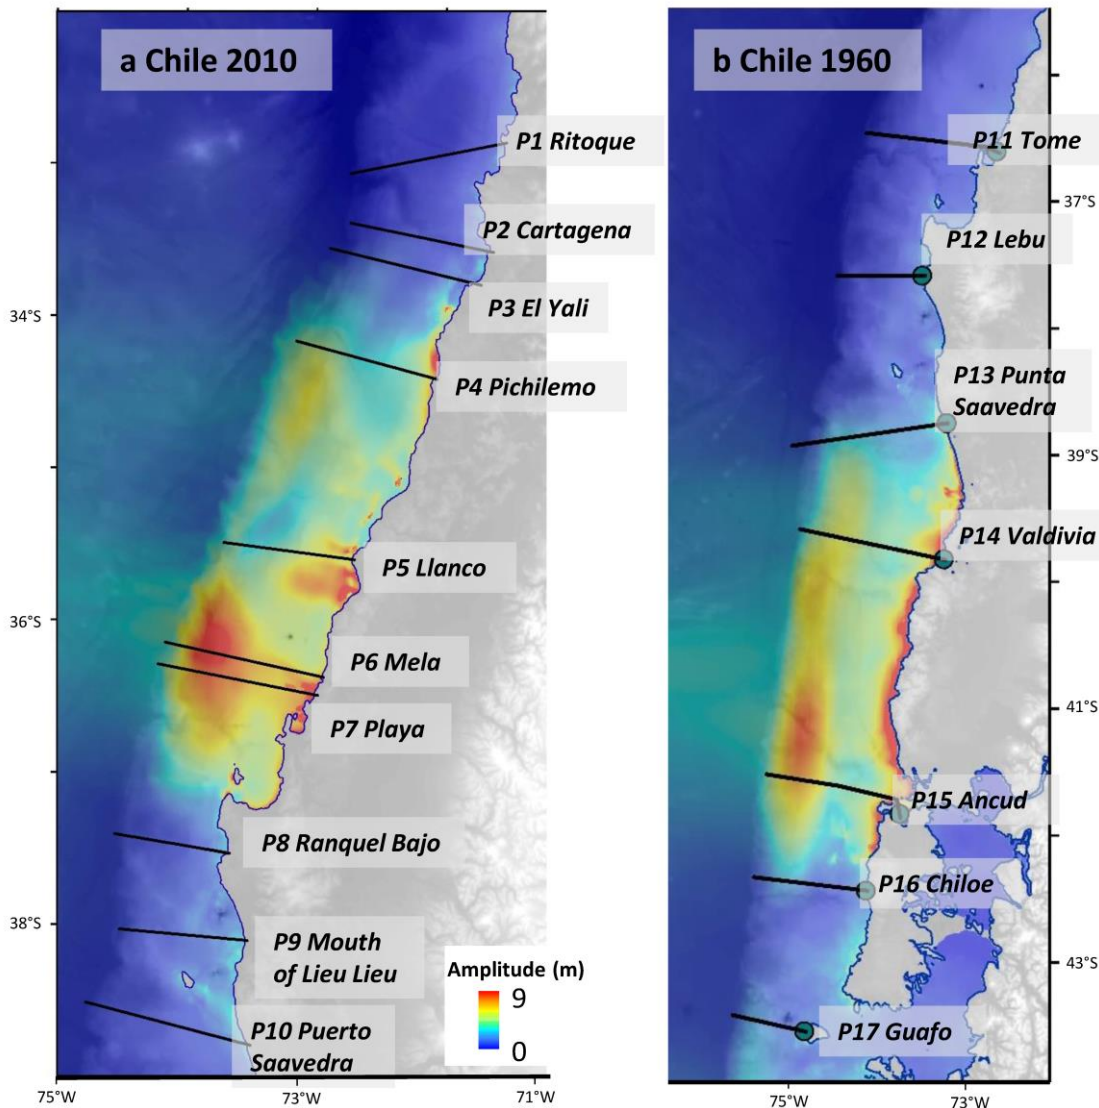 a Chile 2010
P1 Ritoque
P2 Cartagena
P3 El Yali
34°S
P4 Pichilemo
P5 Llanco
36°S
P6 Mela
P7 Playa
P8 Ranquel Bajo
38°S
P9 Mouth
of Lieu Lieu
Amplitude (m)
9
0
P10 Puerto
Saavedra
75°W
73°W
71°W
b Chile 1960
P11 Tome
37°S
P12 Lebu
P13 Punta
Saavedra
39°S
P14 Valdivia
41°S
P15 Ancud
P16 Chiloe
43°S
P17 Guafo
75°W
73°W